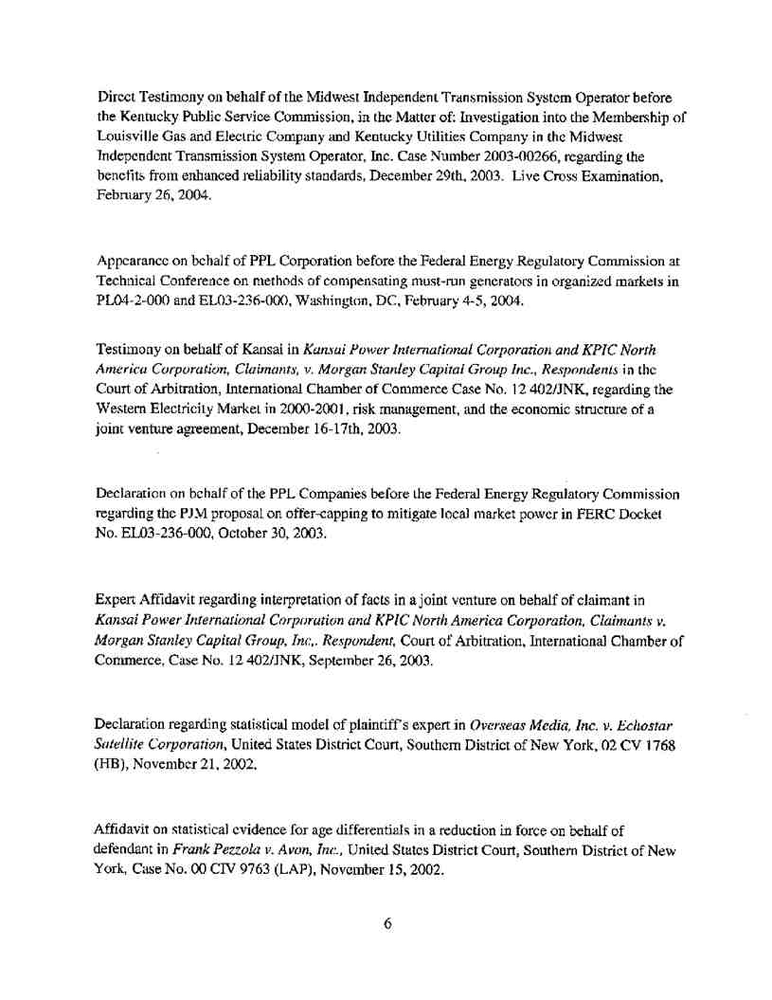 Direct Testimony on behalf of the Midwest Independent Transmission System Operator before
the Kentucky Public Service Commission, in the Matter of: Investigation into the Membership of
Louisville Gas and Electric Company and Kentucky Utilities Company in the Midwest
Independent Transmission System Operator, Inc. Case Number 2003-00266, regarding the
benefits from enhanced reliability standards, December 29th, 2003. Live Cross Examination,
February 26, 2004.
Appearance on behalf of PPL Corporation before the Federal Energy Regulatory Commission at
Technical Conference on methods of compensating must-run generators in organized markets in
PL04-2-000 and EL03-236-000, Washington, DC, February 4-5, 2004.
Testimony on behalf of Kansai in Kansai Power International Corporation and KPIC North
America Corporation, Claimants, v. Morgan Stanley Capital Group Inc., Respondents in the
Court of Arbitration, International Chamber of Commerce Case No. 12 402/JNK, regarding the
Western Electricity Market in 2000-2001, risk management, and the economic structure of a
joint venture agreement, December 16-17th, 2003.
Declaration on behalf of the PPL Companies before the Federal Energy Regulatory Commission
regarding the PJM proposal on offer-capping to mitigate local market power in FERC Docket
No. EL03-236-000, October 30, 2003.
Expert Affidavit regarding interpretation of facts in a joint venture on behalf of claimant in
Kansai Power International Corporation and KPIC North America Corporation, Claimants v.
Morgan Stanley Capital Group, Inc,. Respondent, Court of Arbitration, International Chamber of
Commerce, Case No. 12 402/JNK, September 26, 2003.
Declaration regarding statistical model of plaintiff's expert in Overseas Media, Inc. v. Echostar
Satellite Corporation, United States District Court, Southern District of New York, 02 CV 1768
(HB), November 21, 2002.
Affidavit on statistical evidence for age differentials in a reduction in force on behalf of
defendant in Frank Pezzola v. Avon, Inc., United States District Court, Southern District of New
York, Case No. 00 CIV 9763 (LAP), November 15, 2002.
6